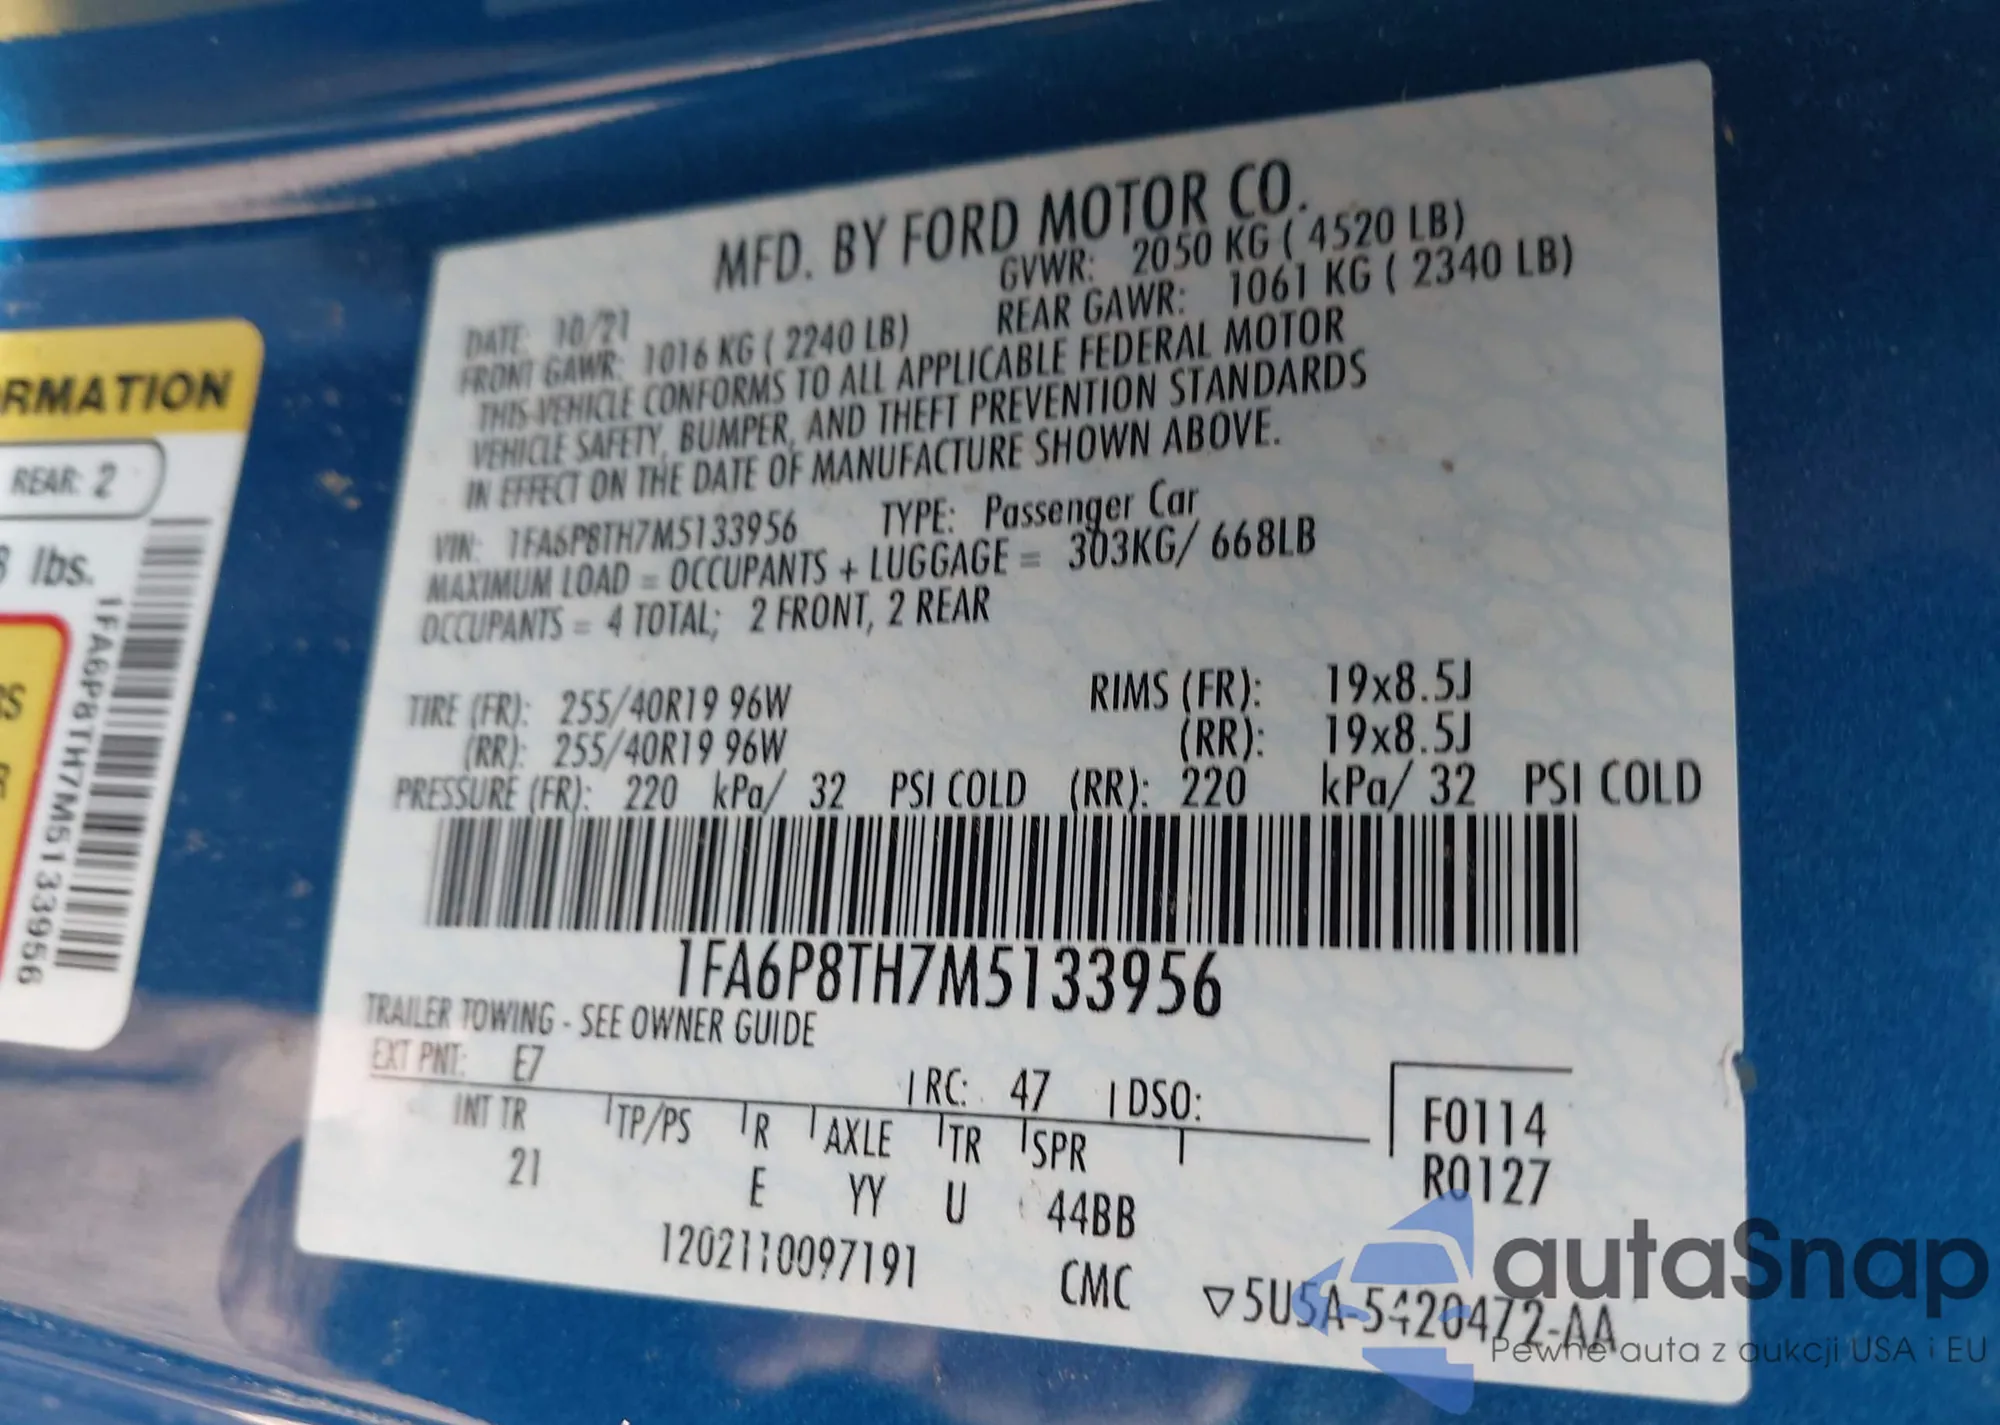 MFD. BY FORD MOTOR CO.
DATE: 10/21 GVWR: 2050 KG ( 4520 LB)
FRONT GAWR: 1016 KG ( 2240 LB) REAR GAWR: 1061 KG ( 2340 LB)
THIS VEHICLE CONFORMS TO ALL APPLICABLE FEDERAL MOTOR
VEHICLE SAFETY, BUMPER, AND THEFT PREVENTION STANDARDS
IN EFFECT ON THE DATE OF MANUFACTURE SHOWN ABOVE.
VIN: 1FA6P8TH7M5133956 TYPE: Passenger Car
MAXIMUM LOAD = OCCUPANTS + LUGGAGE = 303KG/ 668LB
OCCUPANTS = 4 TOTAL; 2 FRONT, 2 REAR
TIRE (FR): 255/40R19 96W RIMS (FR): 19x8.5J
(RR): 255/40R19 96W (RR): 19x8.5J
PRESSURE (FR): 220 kPa/ 32 PSI COLD (RR): 220 kPa/ 32 PSI COLD
1FA6P8TH7M5133956
TRAILER TOWING - SEE OWNER GUIDE
EXT PNT: E7 RC: 47 DSO:
INT TR TP/PS R AXLE TR SPR
21 E YY U 44BB
F0114
R0127
1202110097191 CMC ▽5U5A-5420472-AA
RMATION
REAR: 2
lbs.
1FA6P8TH7M5133956
autaSnap
Pewne auta z aukcji USA i EU